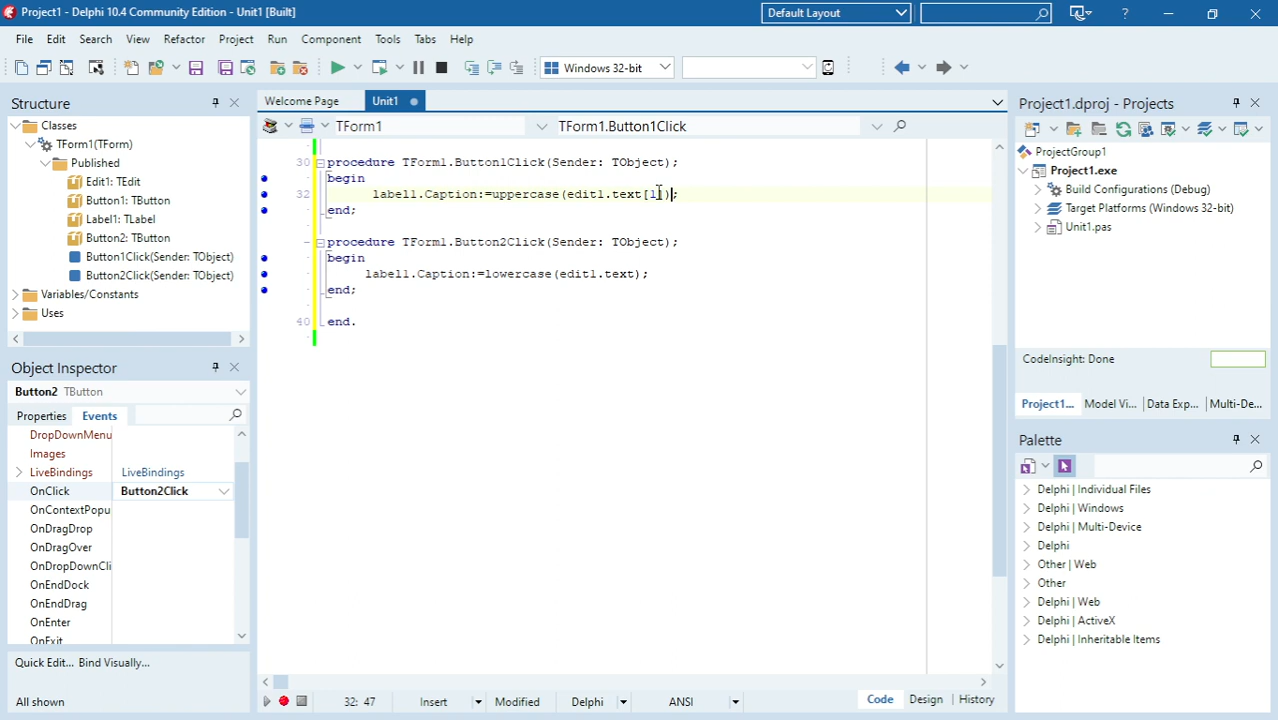 Project1 - Delphi 10.4 Community Edition - Unit1 [Built]
Default Layout
?
File Edit Search View Refactor Project Run Component Tools Tabs Help
Windows 32-bit
Structure
Classes
TForm1(TForm)
Published
Edit1: TEdit
Button1: TButton
Label1: TLabel
Button2: TButton
Button1Click(Sender: TObject)
Button2Click(Sender: TObject)
Variables/Constants
Uses
Object Inspector
Button2 TButton
Properties Events
DropDownMenu
Images
LiveBindings LiveBindings
OnClick Button2Click
OnContextPopu
OnDragDrop
OnDragOver
OnDropDownCli
OnEndDock
OnEndDrag
OnEnter
OnExit
Quick Edit... Bind Visually...
All shown
Welcome Page Unit1
TForm1 TForm1.Button1Click
30 procedure TForm1.Button1Click(Sender: TObject);
begin
32 label1.Caption:=uppercase(edit1.text[1]);
end;
procedure TForm1.Button2Click(Sender: TObject);
begin
label1.Caption:=lowercase(edit1.text);
end;
40 end.
32: 47 Insert Modified Delphi ANSI Code Design History
Project1.dproj - Projects
ProjectGroup1
Project1.exe
Build Configurations (Debug)
Target Platforms (Windows 32-bit)
Unit1.pas
CodeInsight: Done
Project1... Model Vi... Data Exp... Multi-De...
Palette
Delphi | Individual Files
Delphi | Windows
Delphi | Multi-Device
Delphi
Other | Web
Other
Delphi | Web
Delphi | ActiveX
Delphi | Inheritable Items